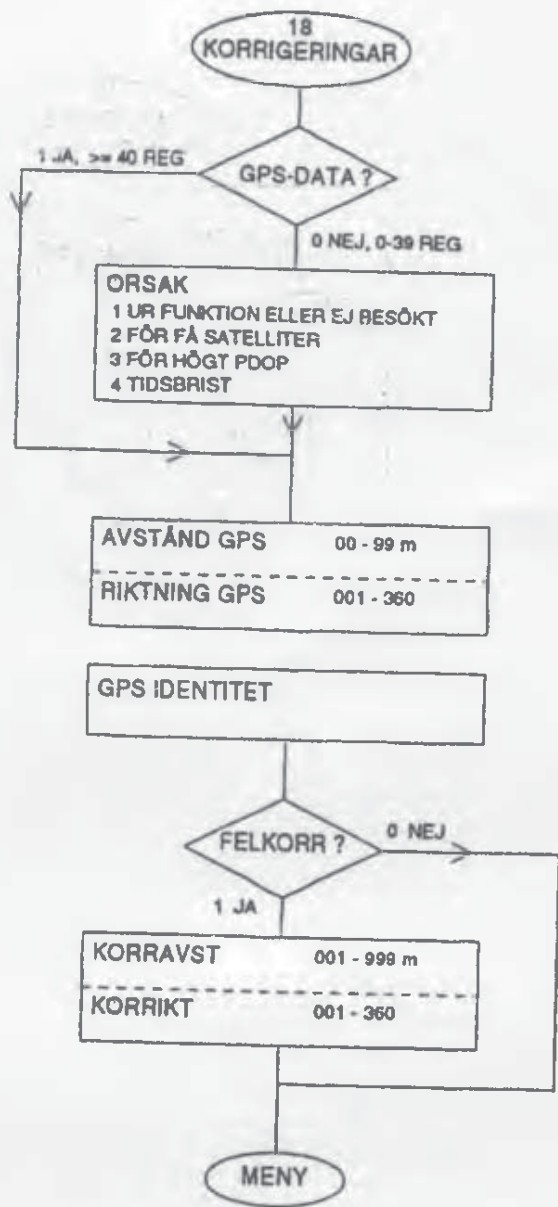 18
KORRIGERINGAR
1 JA, >= 40 REG
GPS-DATA ?
0 NEJ, 0-39 REG
ORSAK
1 UR FUNKTION ELLER EJ BESÖKT
2 FÖR FÅ SATELLITER
3 FÖR HÖGT PDOP
4 TIDSBRIST
AVSTÅND GPS 00 - 99 m
RIKTNING GPS 001 - 360
GPS IDENTITET
FELKORR ?
0 NEJ
1 JA
KORRAVST 001 - 999 m
KORRIKT 001 - 360
MENY